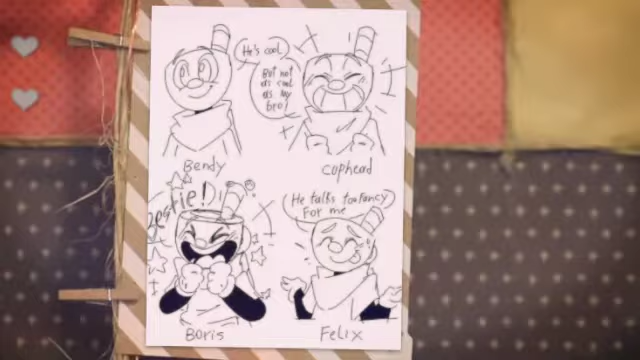 He's cool.
But not
as cool
as my
bro!
Bendy
Cuphead
Bestie!
He talks too fancy
For me
Boris
Felix